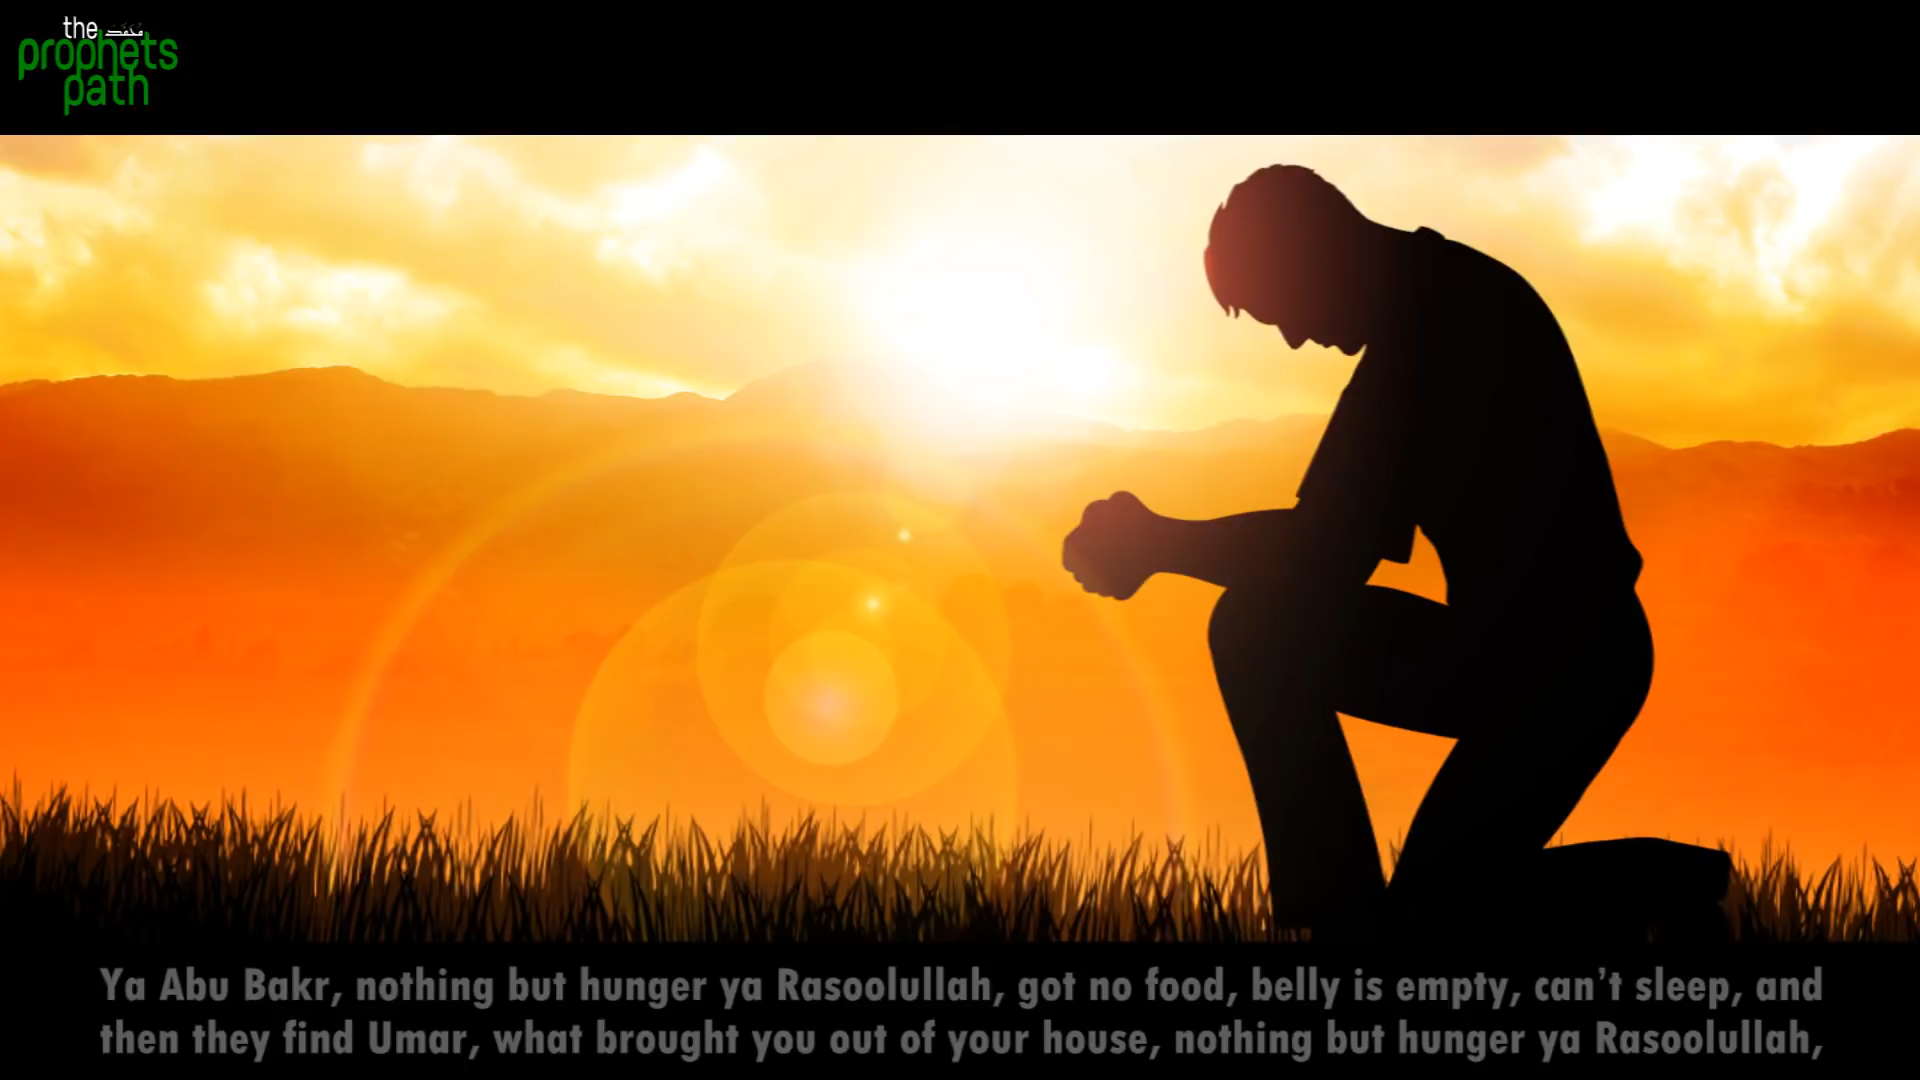 the
prophets
path
Ya Abu Bakr, nothing but hunger ya Rasoolullah, got no food, belly is empty, can’t sleep, and
then they find Umar, what brought you out of your house, nothing but hunger ya Rasoolullah,